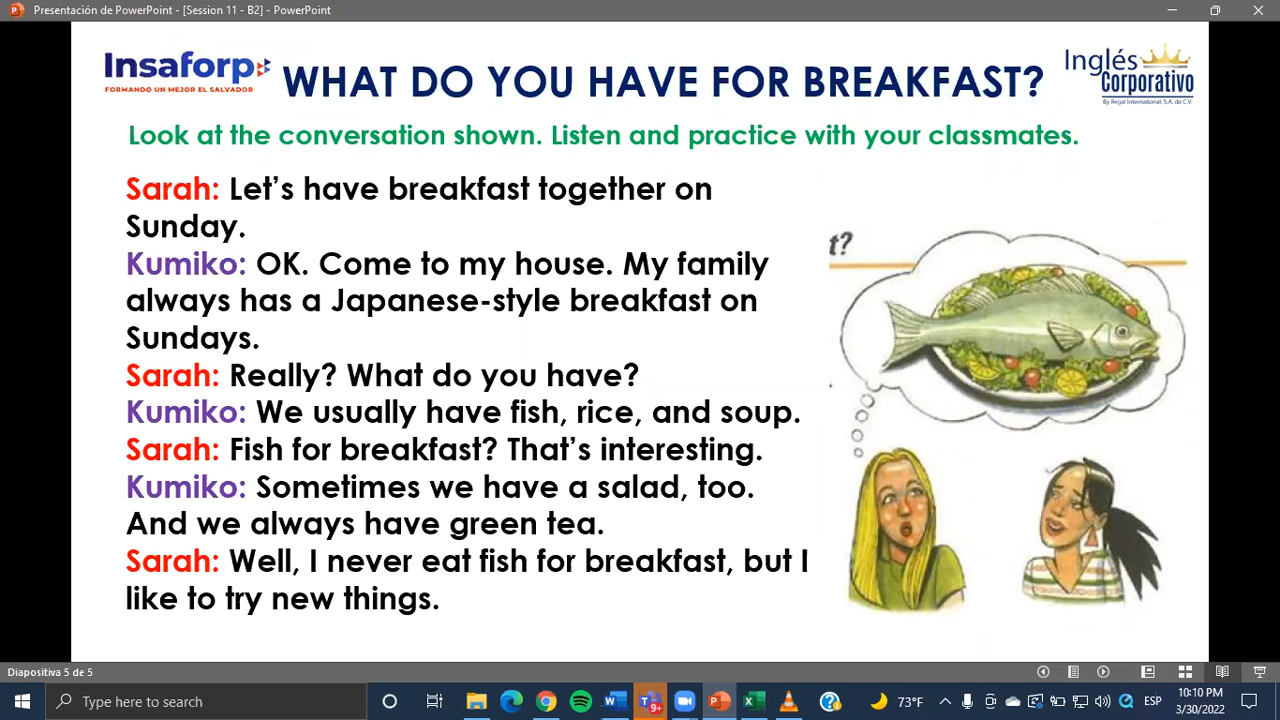 Presentación de PowerPoint - [Session 11 - B2] - PowerPoint
Insaforp
FORMANDO UN MEJOR EL SALVADOR
WHAT DO YOU HAVE FOR BREAKFAST?
Inglés
Corporativo
By Regal International, S.A. de C.V.
Look at the conversation shown. Listen and practice with your classmates.
Sarah: Let's have breakfast together on
Sunday.
Kumiko: OK. Come to my house. My family
always has a Japanese-style breakfast on
Sundays.
Sarah: Really? What do you have?
Kumiko: We usually have fish, rice, and soup.
Sarah: Fish for breakfast? That's interesting.
Kumiko: Sometimes we have a salad, too.
And we always have green tea.
Sarah: Well, I never eat fish for breakfast, but I
like to try new things.
t?
Diapositiva 5 de 5
Type here to search
9+
73°F
ESP
10:10 PM
3/30/2022